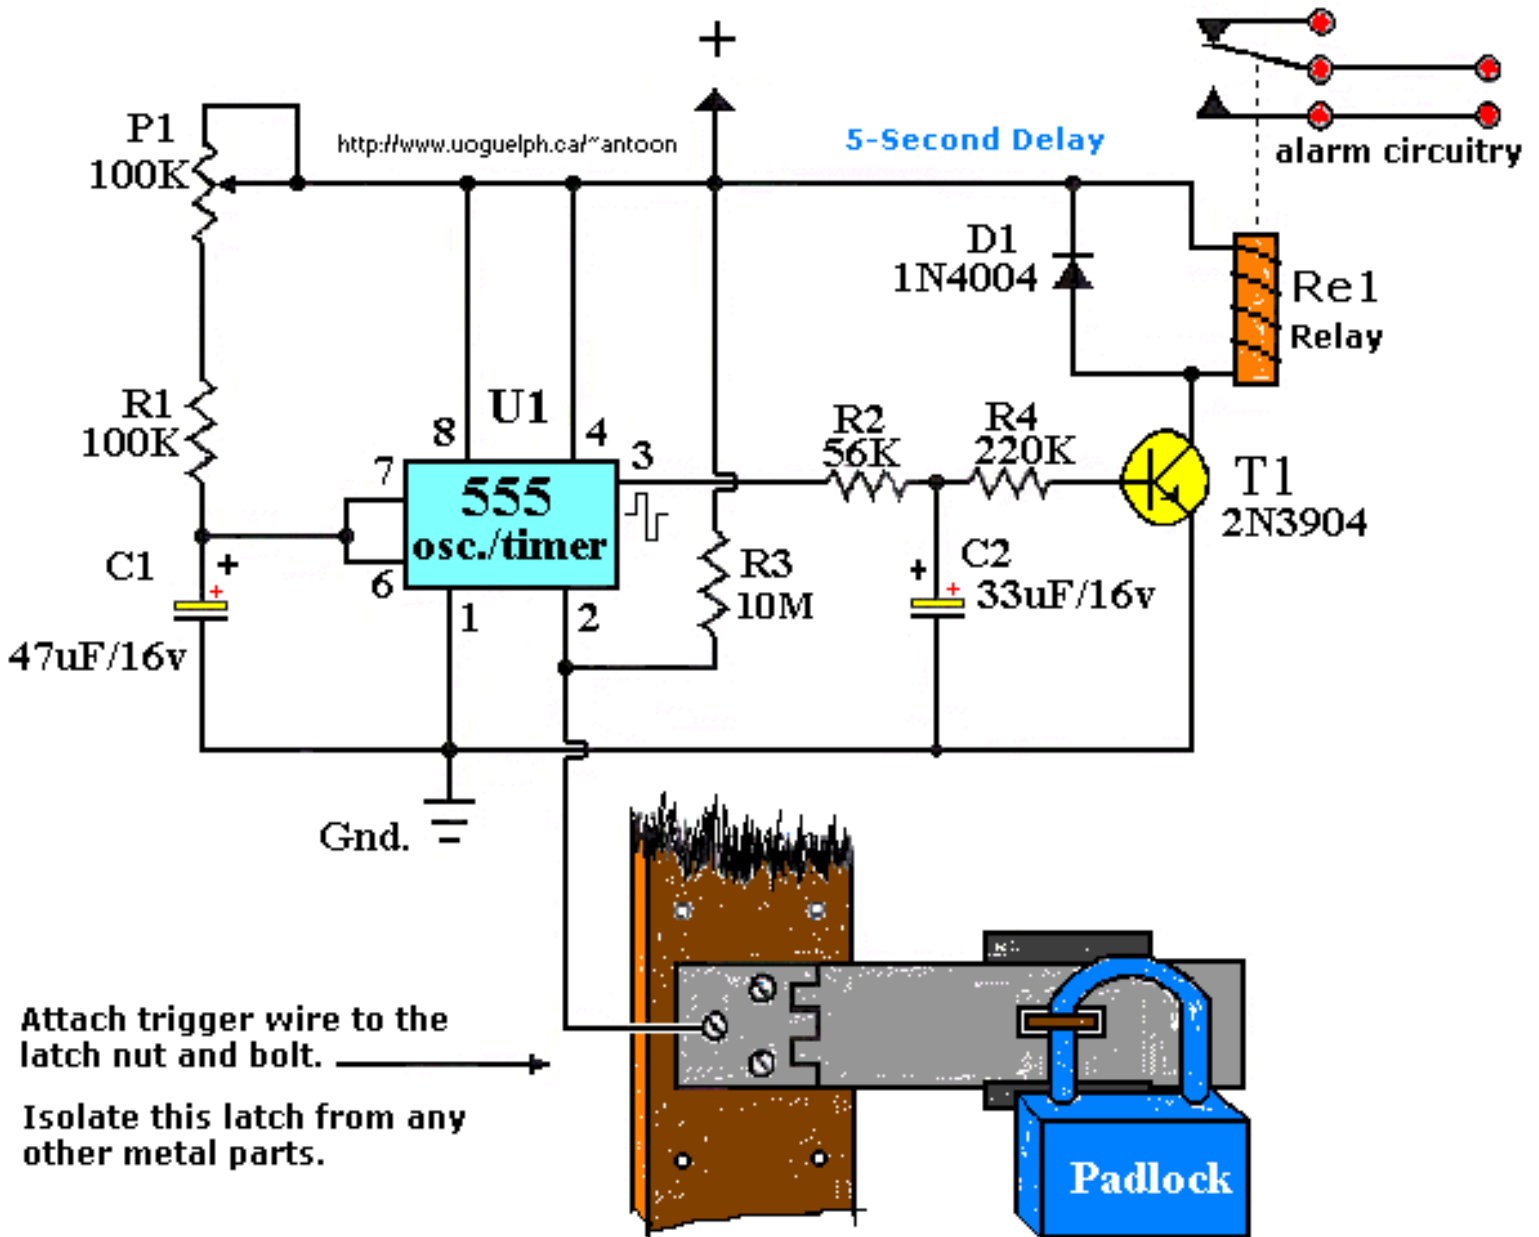 +
P1
100K
http://www.uoguelph.ca/~antoon
5-Second Delay
alarm circuitry
D1
1N4004
Re1
Relay
R1
100K
U1
8
4
7
3
555
osc./timer
6
1
2
R2
56K
R4
220K
T1
2N3904
C1
+
+
47uF/16v
R3
10M
C2
+
+
33uF/16v
Gnd.
Attach trigger wire to the
latch nut and bolt.
Isolate this latch from any
other metal parts.
Padlock